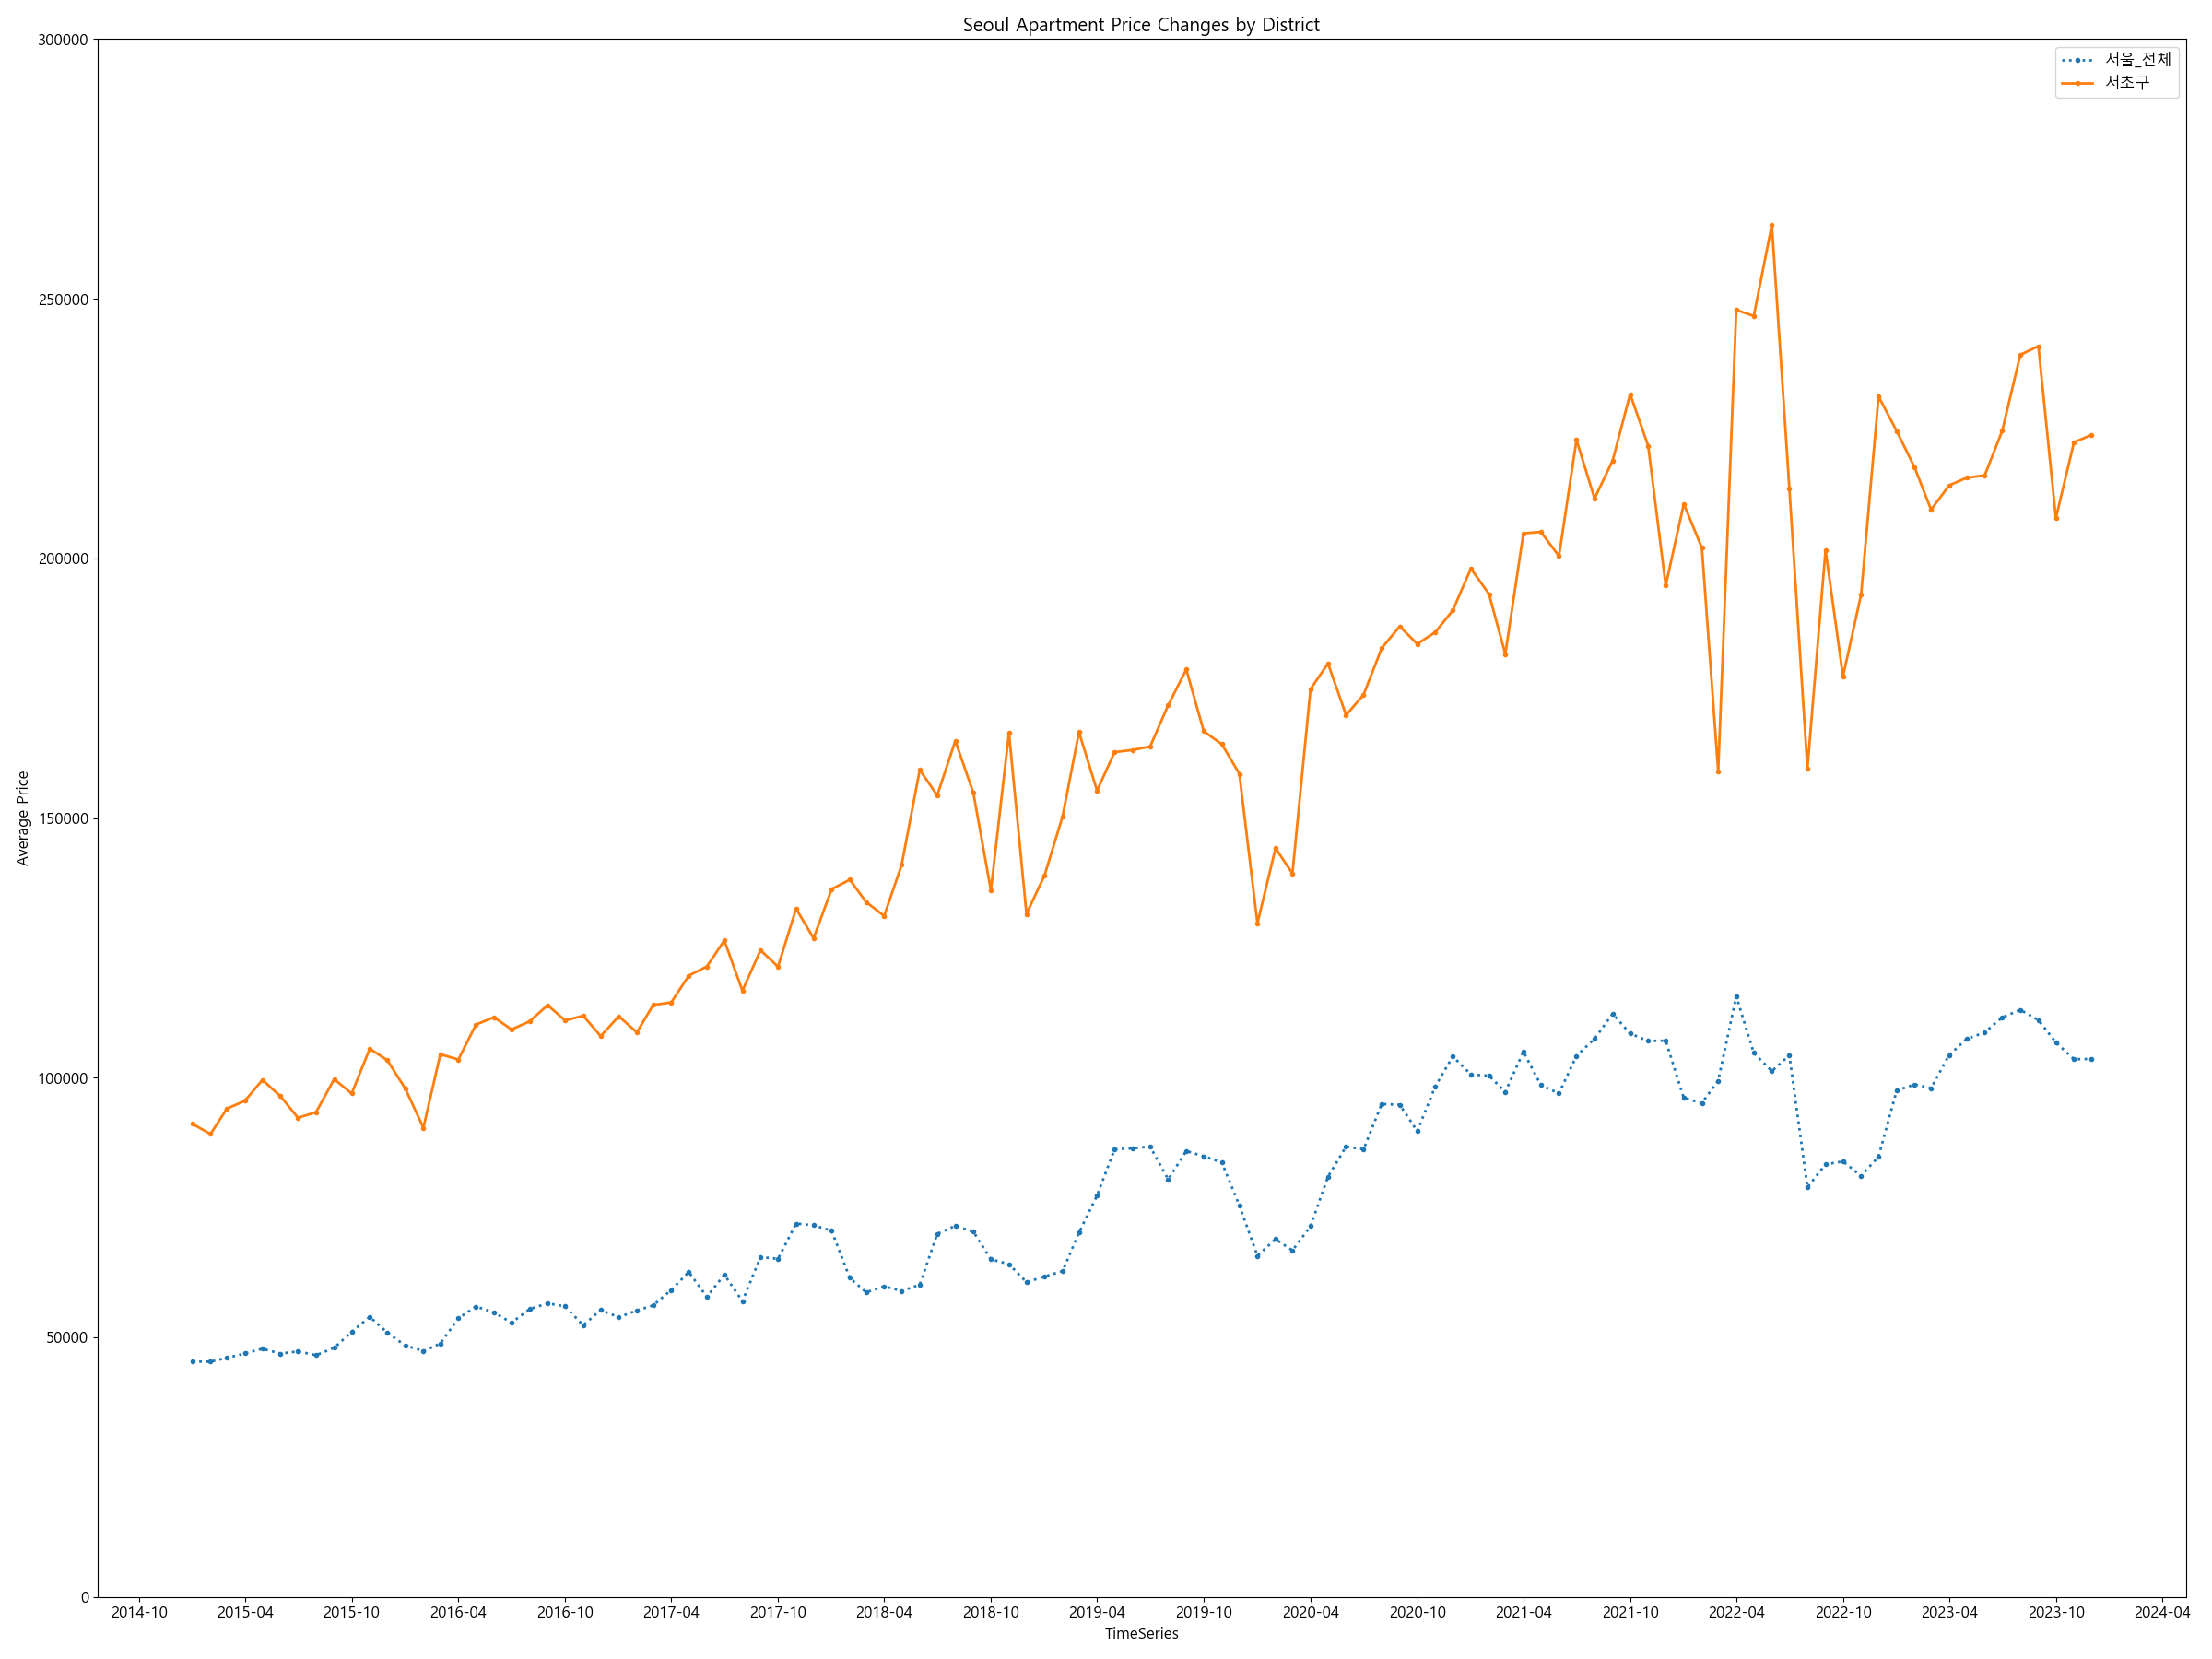 Seoul Apartment Price Changes by District
서울_전체
서초구
300000
250000
200000
150000
100000
50000
0
Average Price
2014-10 2015-04 2015-10 2016-04 2016-10 2017-04 2017-10 2018-04 2018-10 2019-04 2019-10 2020-04 2020-10 2021-04 2021-10 2022-04 2022-10 2023-04 2023-10 2024-04
TimeSeries